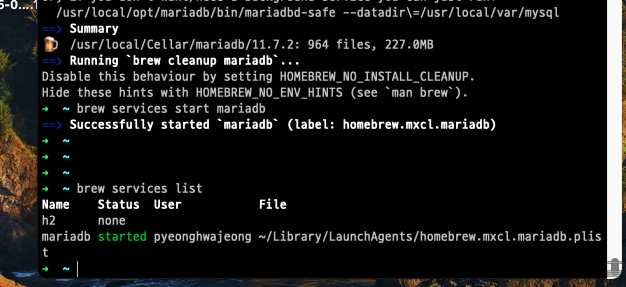 /usr/local/opt/mariadb/bin/mariadbd-safe --datadir\=/usr/local/var/mysql
==> Summary
🍺  /usr/local/Cellar/mariadb/11.7.2: 964 files, 227.0MB
==> Running `brew cleanup mariadb`...
Disable this behaviour by setting HOMEBREW_NO_INSTALL_CLEANUP.
Hide these hints with HOMEBREW_NO_ENV_HINTS (see `man brew`).
➜  ~ brew services start mariadb
==> Successfully started `mariadb` (label: homebrew.mxcl.mariadb)
➜  ~
➜  ~
➜  ~
➜  ~ brew services list
Name    Status  User          File
h2      none
mariadb started pyeonghwajeong ~/Library/LaunchAgents/homebrew.mxcl.mariadb.plis
t
➜  ~